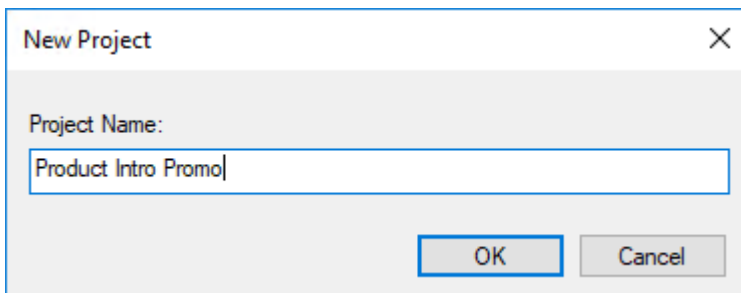 New Project
Project Name:
Product Intro Promo
OK Cancel